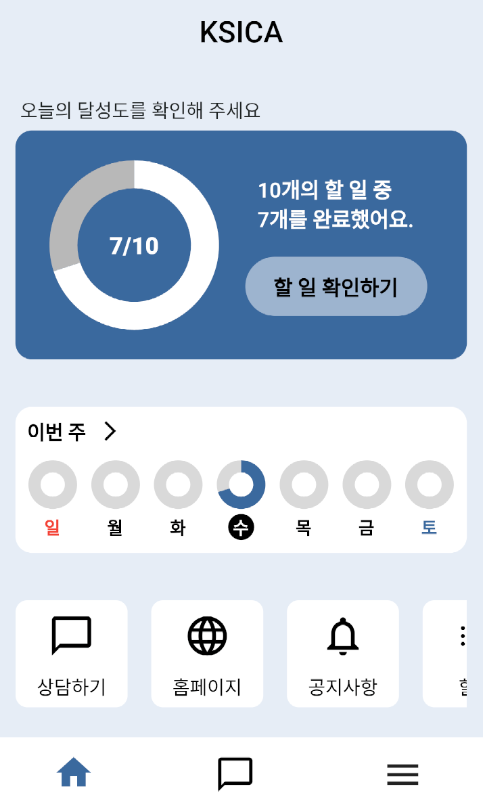 KSICA
오늘의 달성도를 확인해 주세요
7/10
10개의 할 일 중
7개를 완료했어요.
할 일 확인하기
이번 주
일 월 화 수 목 금 토
상담하기 홈페이지 공지사항